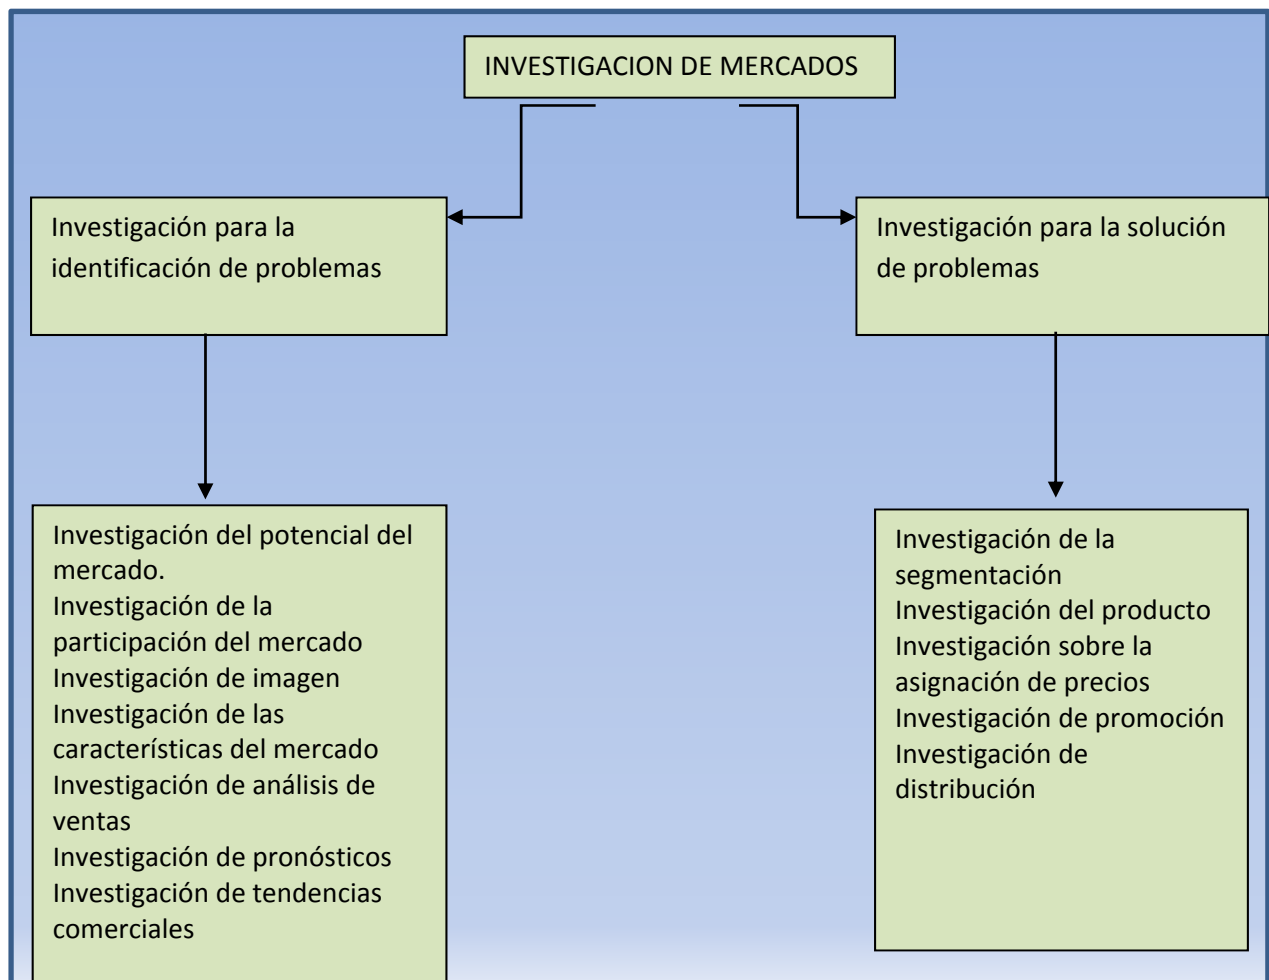 INVESTIGACION DE MERCADOS
Investigación para la
identificación de problemas
Investigación para la solución
de problemas
Investigación del potencial del
mercado.
Investigación de la
participación del mercado
Investigación de imagen
Investigación de las
características del mercado
Investigación de análisis de
ventas
Investigación de pronósticos
Investigación de tendencias
comerciales
Investigación de la
segmentación
Investigación del producto
Investigación sobre la
asignación de precios
Investigación de promoción
Investigación de
distribución